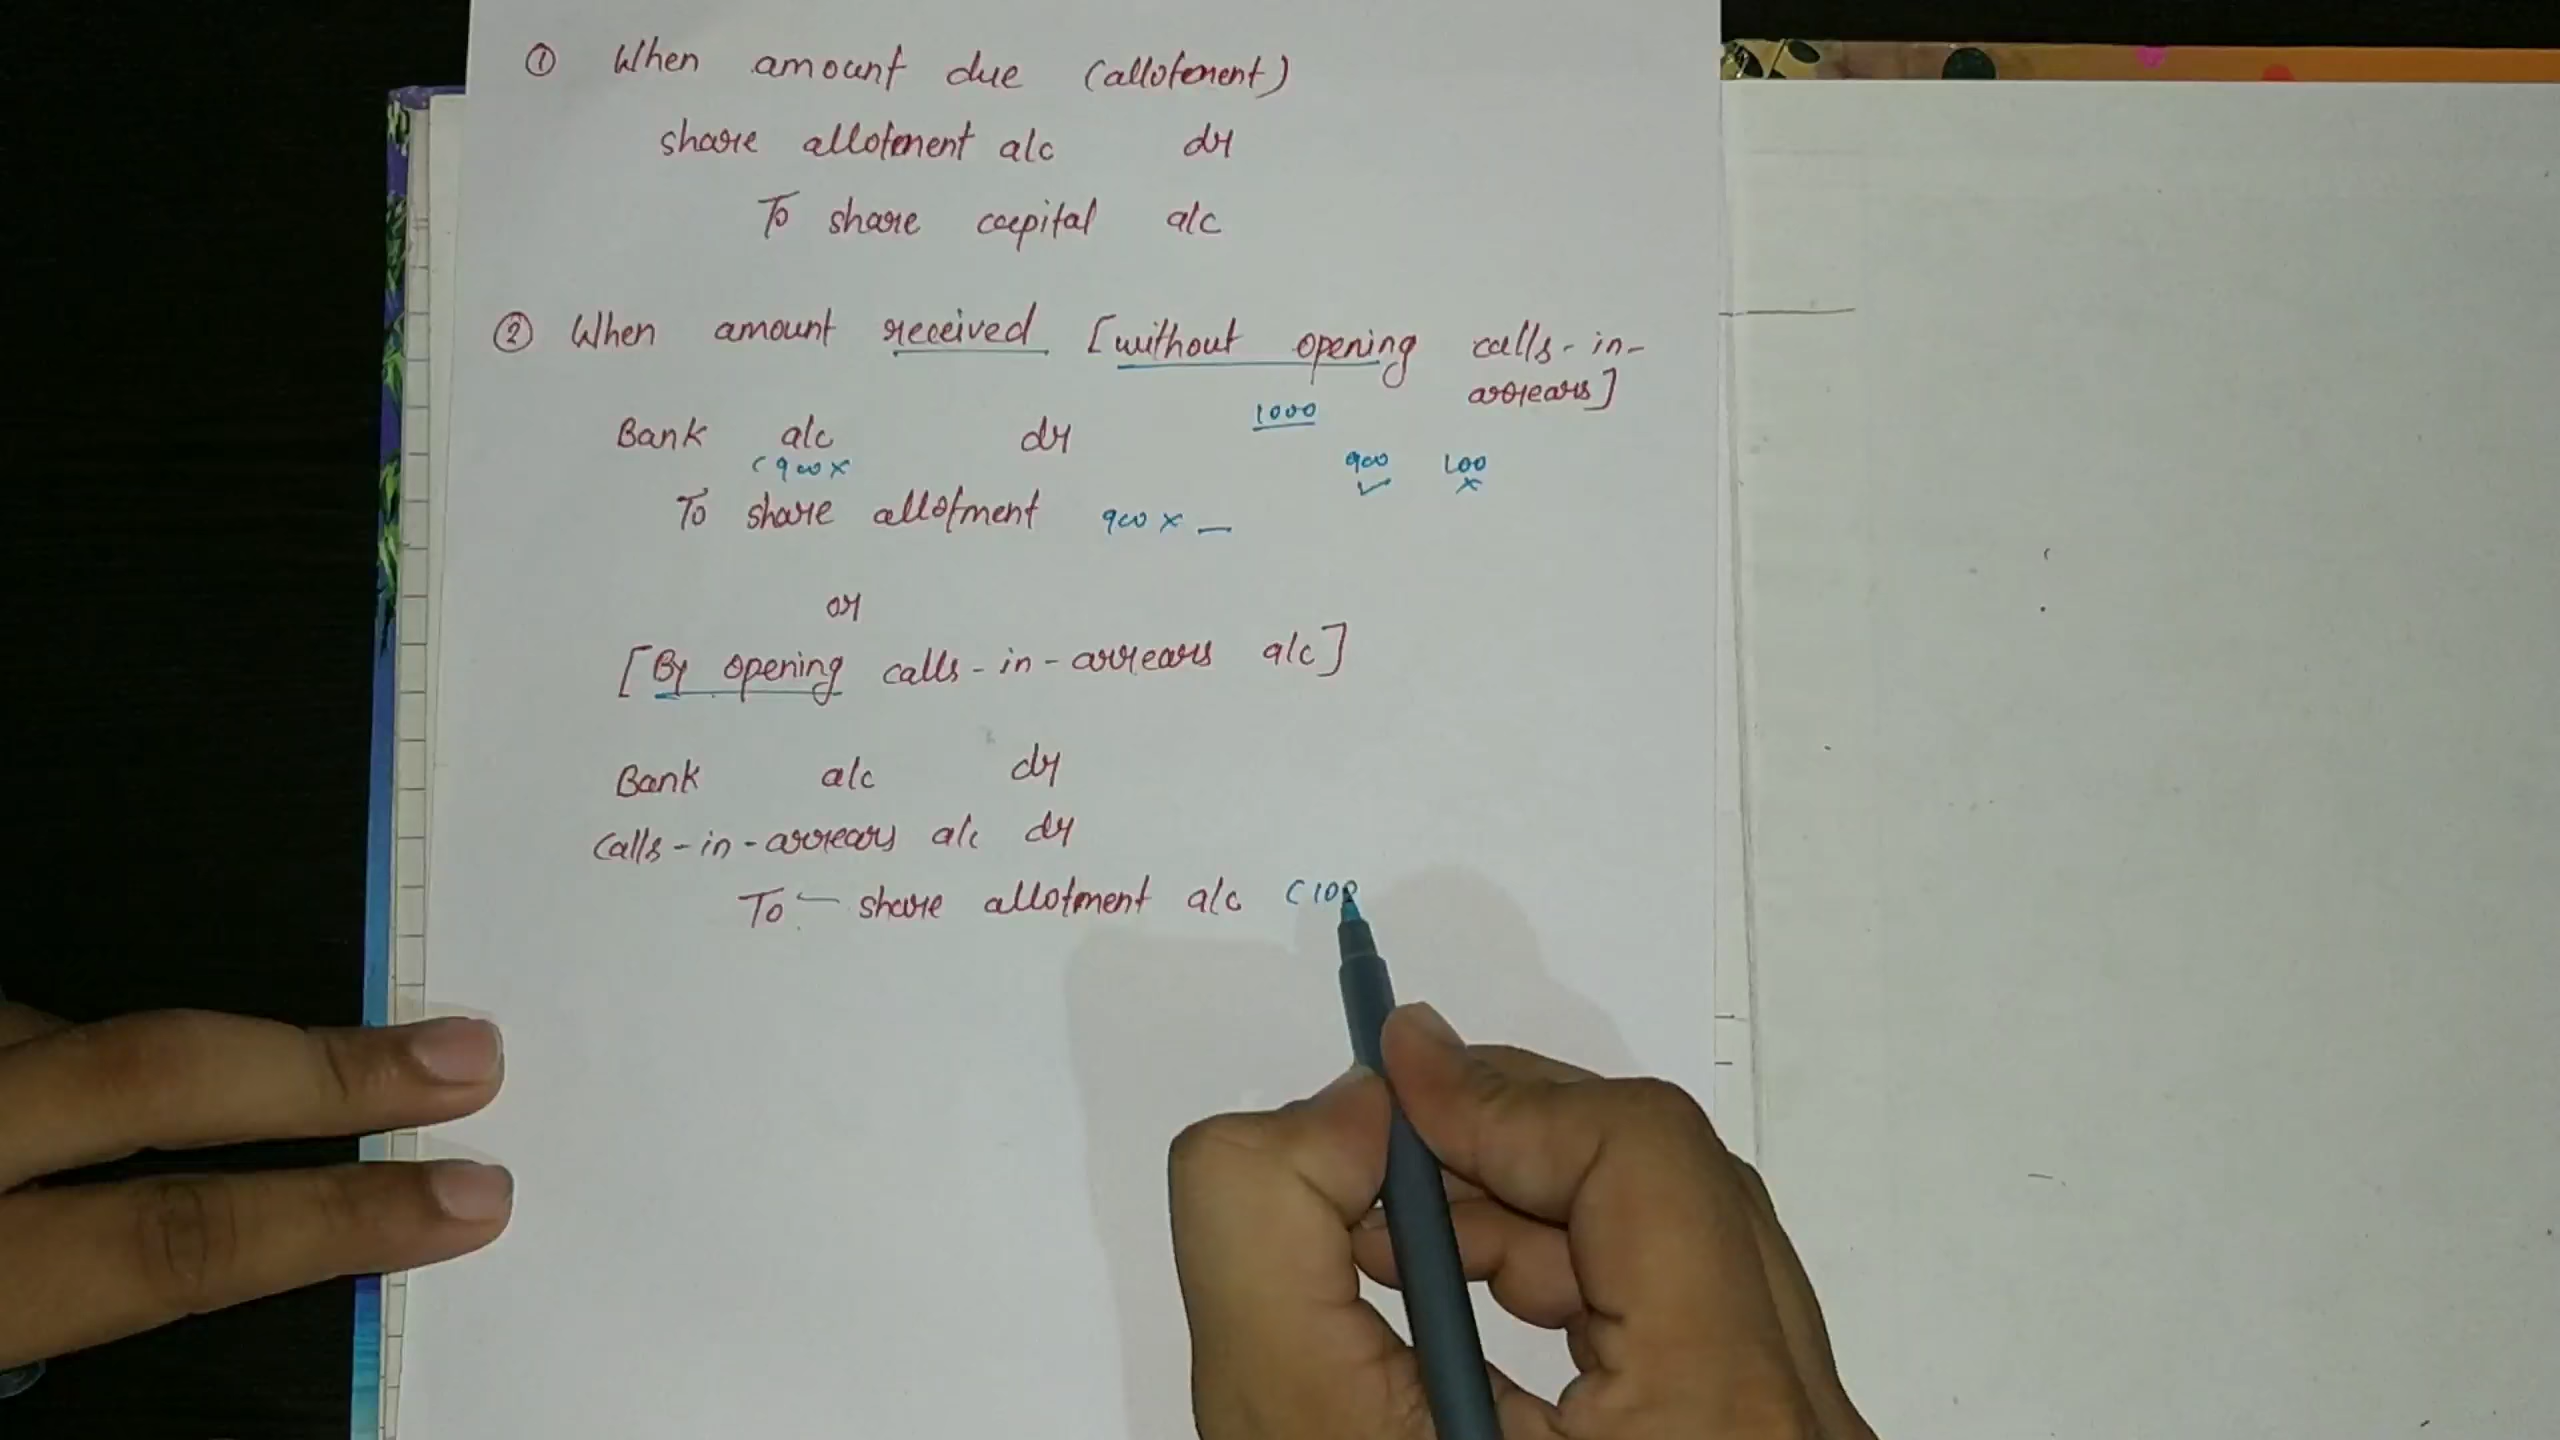 ① When amount due (allotment)
share allotment a/c dr
To share capital a/c
② When amount received [without opening calls-in-
arrears]
1000
Bank a/c dr
(900 x
900 100
✓ x
To share allotment 900 x —
or
[By opening calls-in-arrears a/c]
Bank a/c dr
Calls-in-arrears a/c dr
To — share allotment a/c (100